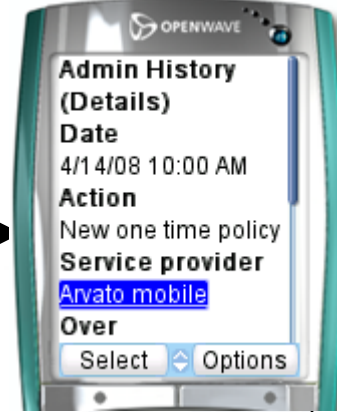 OPENWAVE
Admin History
(Details)
Date
4/14/08 10:00 AM
Action
New one time policy
Service provider
Arvato mobile
Over
Select Options